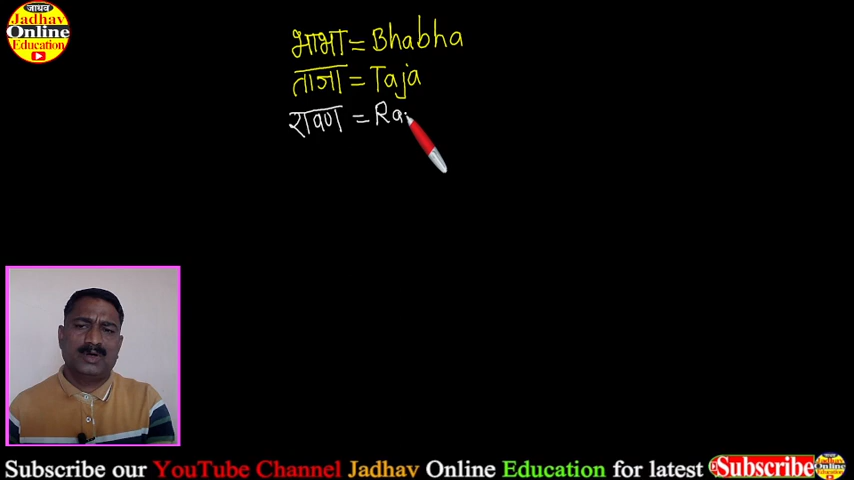 जाधव
Jadhav
Online
Education
भाभा = Bhabha
ताजा = Taja
रावण = Ra
Subscribe our YouTube Channel Jadhav Online Education for latest Subscribe